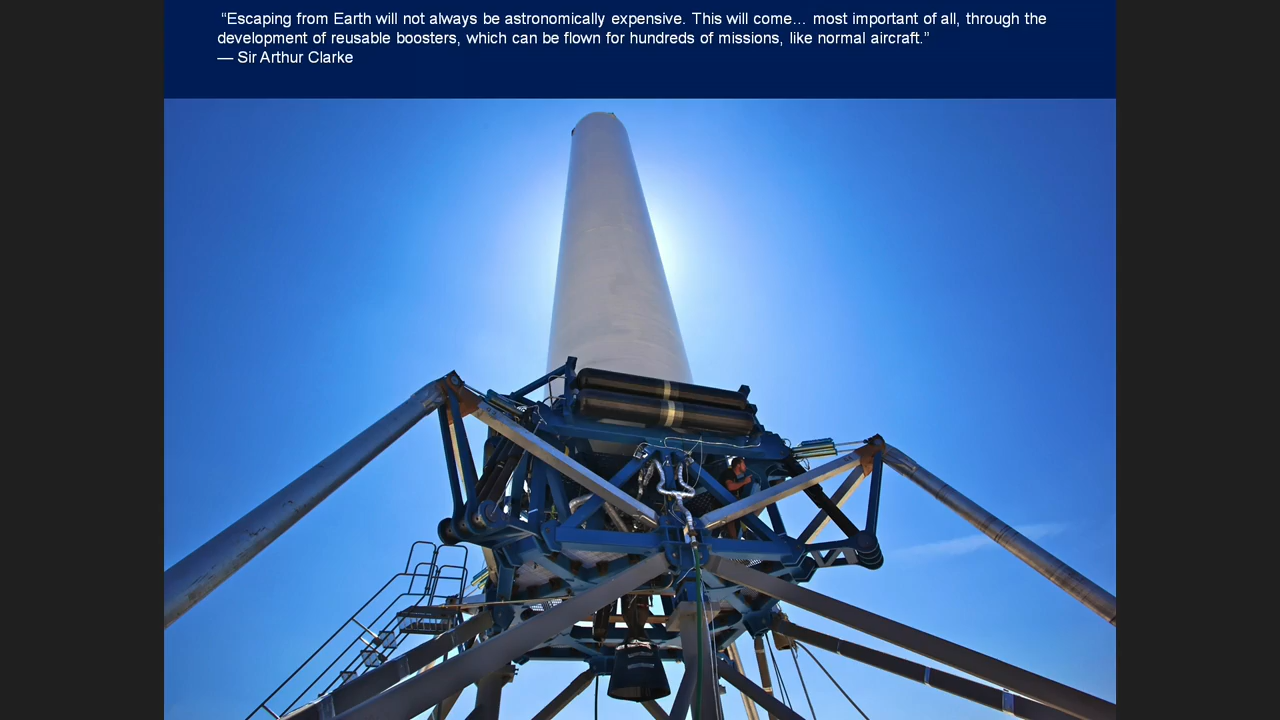 “Escaping from Earth will not always be astronomically expensive. This will come… most important of all, through the
development of reusable boosters, which can be flown for hundreds of missions, like normal aircraft.”
— Sir Arthur Clarke